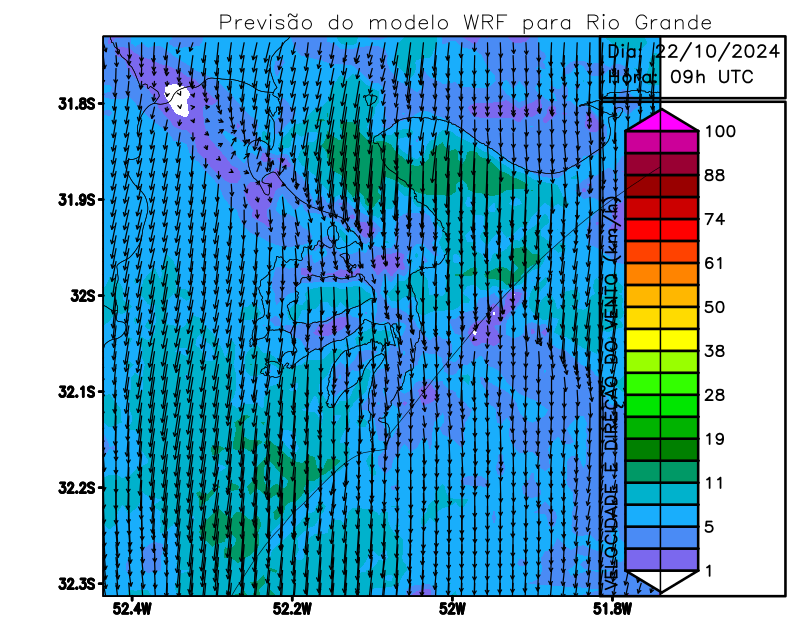 Previsão do modelo WRF para Rio Grande
Dia: 22/10/2024
Hora: 09h UTC
31.8S
31.9S
32S
32.1S
32.2S
32.3S
52.4W
52.2W
52W
51.8W
VELOCIDADE E DIREÇÃO DO VENTO (km/h)
100
88
74
61
50
38
28
19
11
5
1